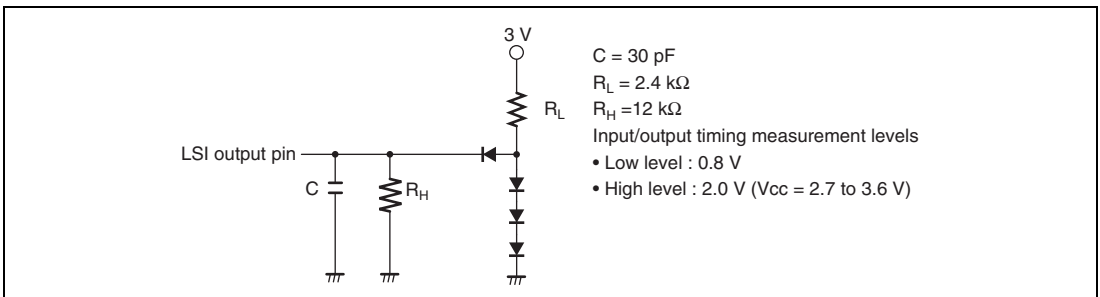 3 V
C = 30 pF
R_L = 2.4 kΩ
R_L
R_H =12 kΩ
Input/output timing measurement levels
LSI output pin
• Low level : 0.8 V
C
R_H
• High level : 2.0 V (Vcc = 2.7 to 3.6 V)